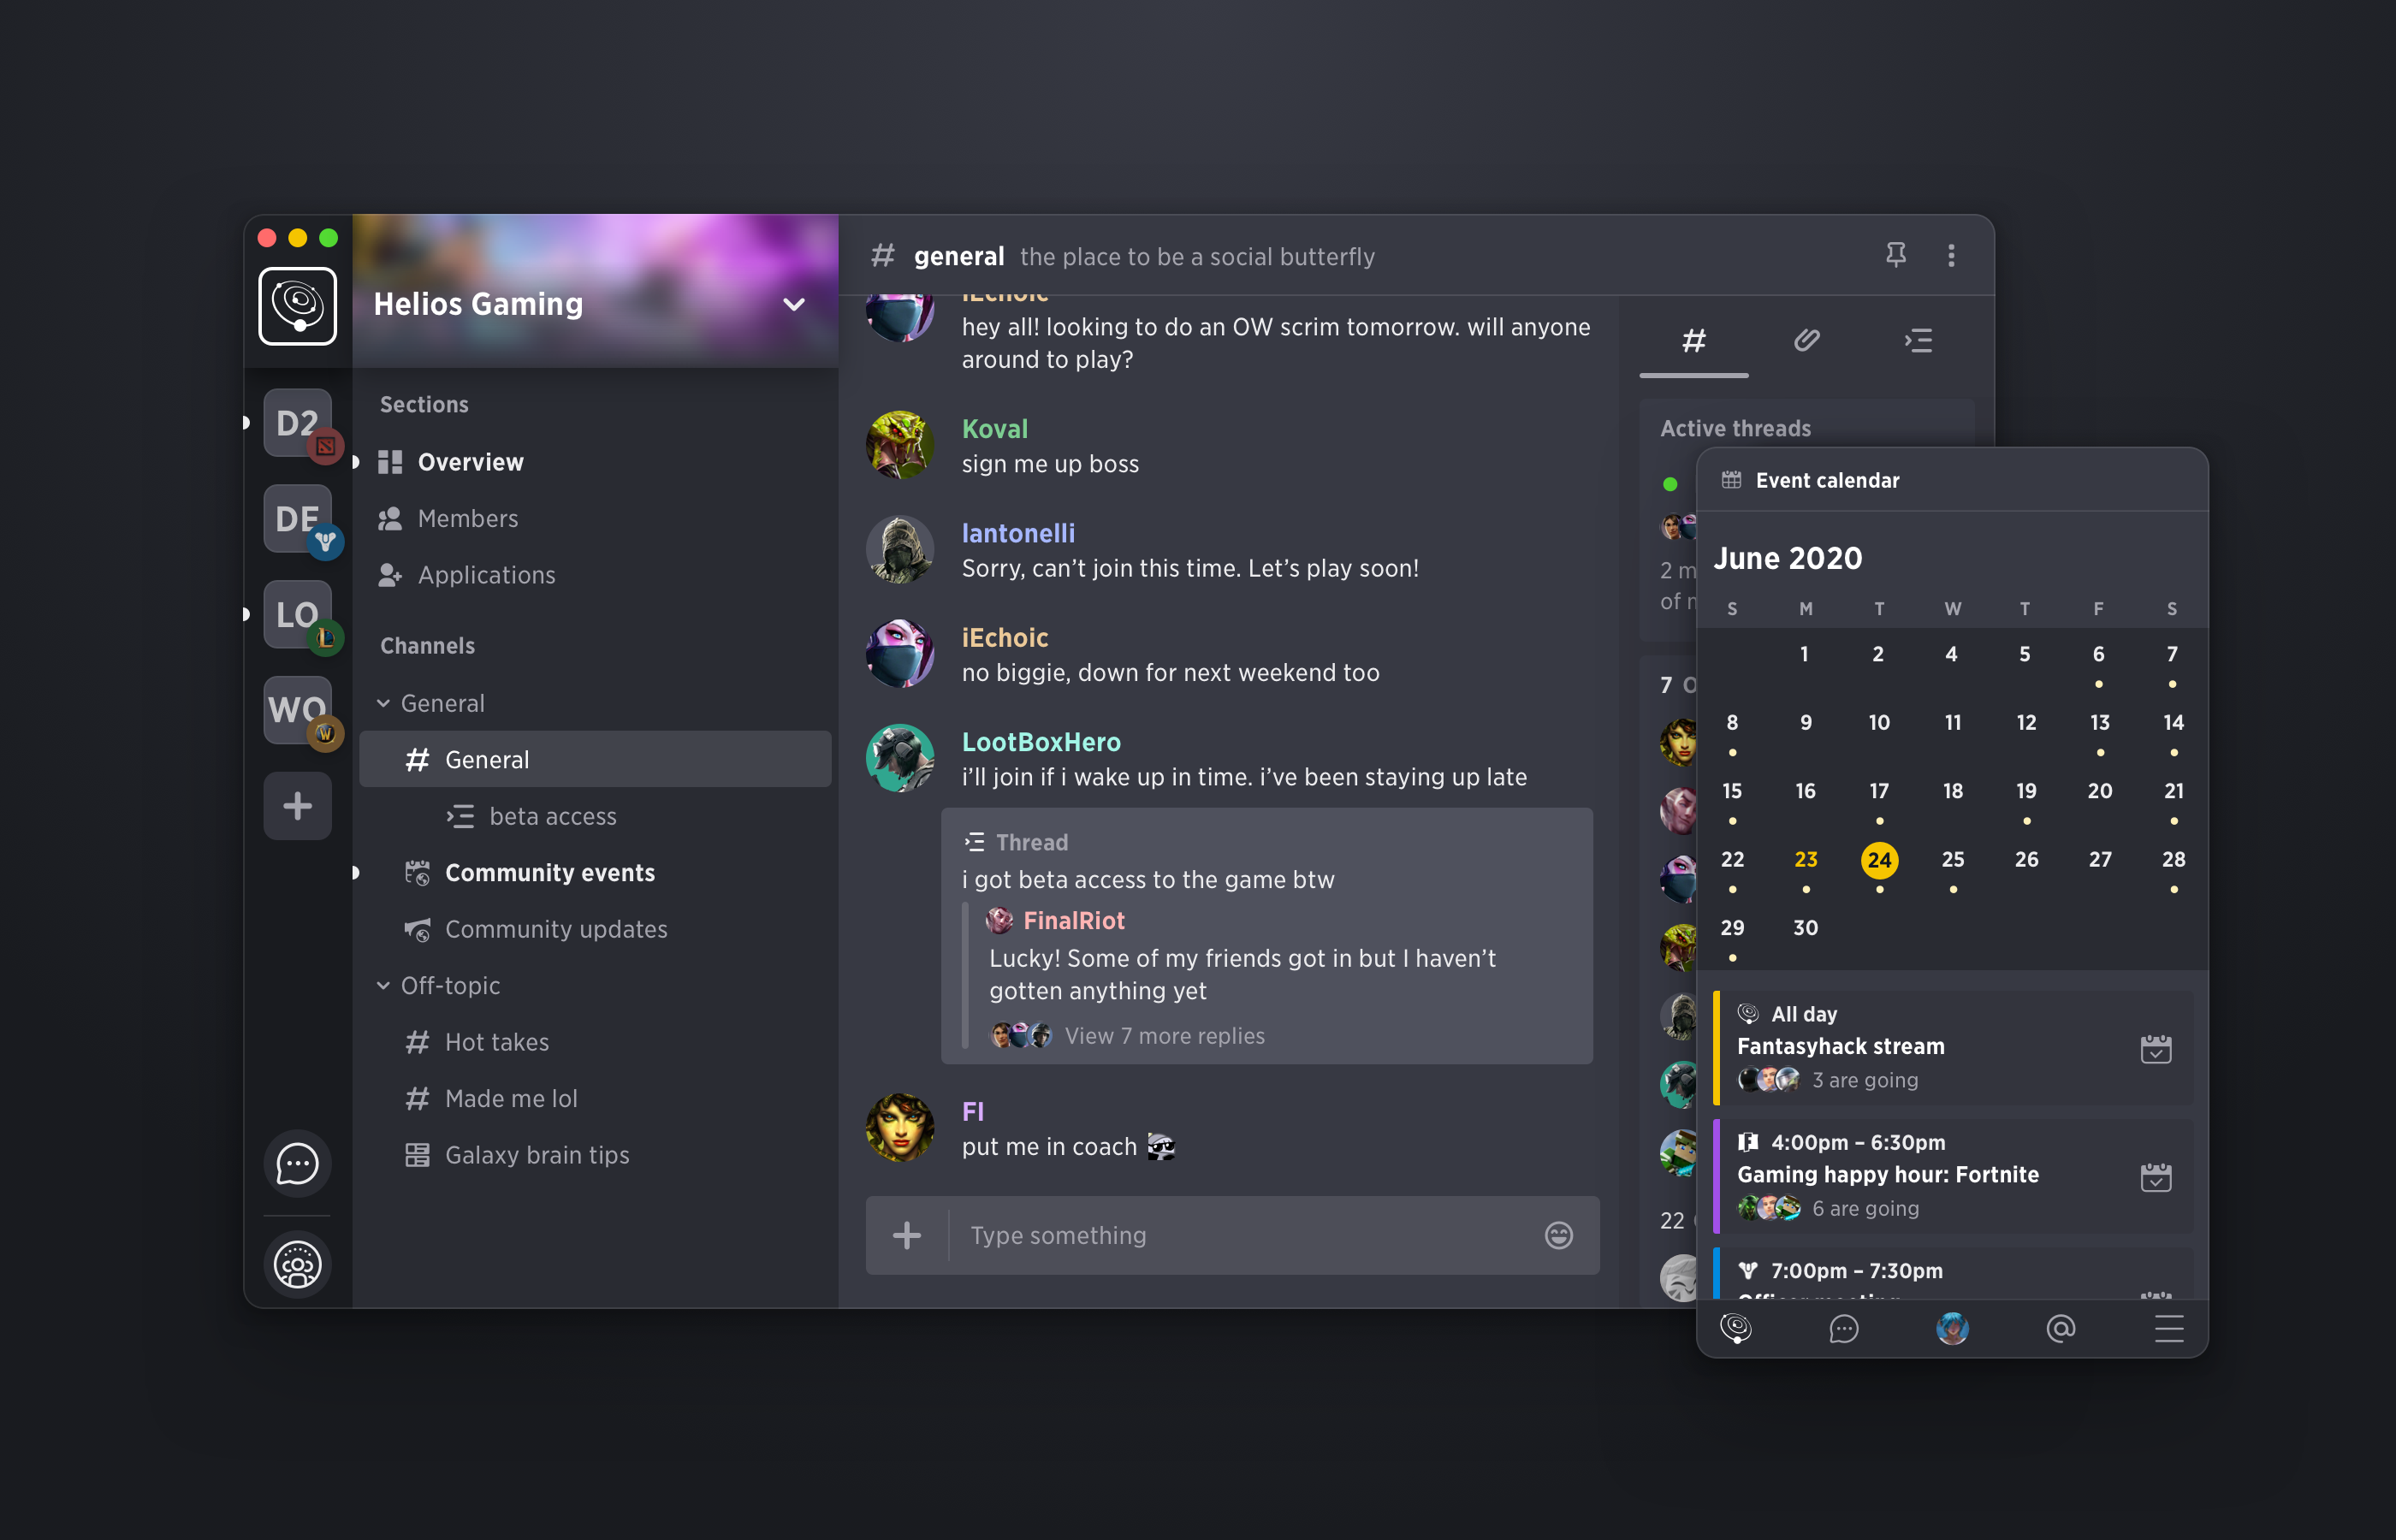 Helios Gaming
D2
DE
LO
WO
Sections
Overview
Members
Applications
Channels
General
General
beta access
Community events
Community updates
Off-topic
Hot takes
Made me lol
Galaxy brain tips
# general the place to be a social butterfly
iEchoic
hey all! looking to do an OW scrim tomorrow. will anyone
around to play?
Koval
sign me up boss
Iantonelli
Sorry, can’t join this time. Let’s play soon!
iEchoic
no biggie, down for next weekend too
LootBoxHero
i’ll join if i wake up in time. i’ve been staying up late
Thread
i got beta access to the game btw
FinalRiot
Lucky! Some of my friends got in but I haven’t
gotten anything yet
View 7 more replies
FI
put me in coach
Type something
Active threads
2 m
of
7
22
Event calendar
June 2020
S M T W T F S
1 2 4 5 6 7
8 9 10 11 12 13 14
15 16 17 18 19 20 21
22 23 24 25 26 27 28
29 30
All day
Fantasyhack stream
3 are going
4:00pm – 6:30pm
Gaming happy hour: Fortnite
6 are going
7:00pm – 7:30pm
Officer meeting